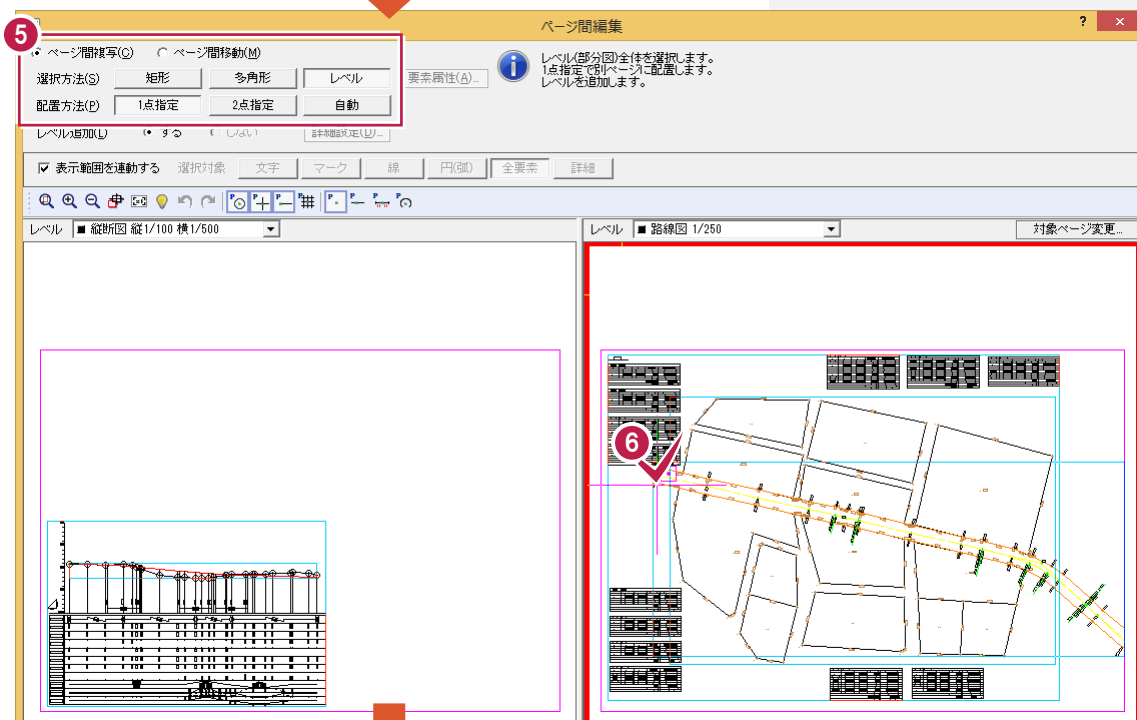 ページ間編集
? ×
5
ページ間複写(C) ページ間移動(M)
選択方法(S) 矩形 多角形 レベル 要素属性(A)...
配置方法(P) 1点指定 2点指定 自動
レベル(部分図)全体を選択します。
1点指定で別ページに配置します。
レベルを追加します。
レベル追加(L) する しない 詳細設定(D)...
表示範囲を連動する 選択対象 文字 マーク 線 円(弧) 全要素 詳細
レベル ■ 縦断図 縦1/100 横1/500
レベル ■ 路線図 1/250 対象ページ変更...
6